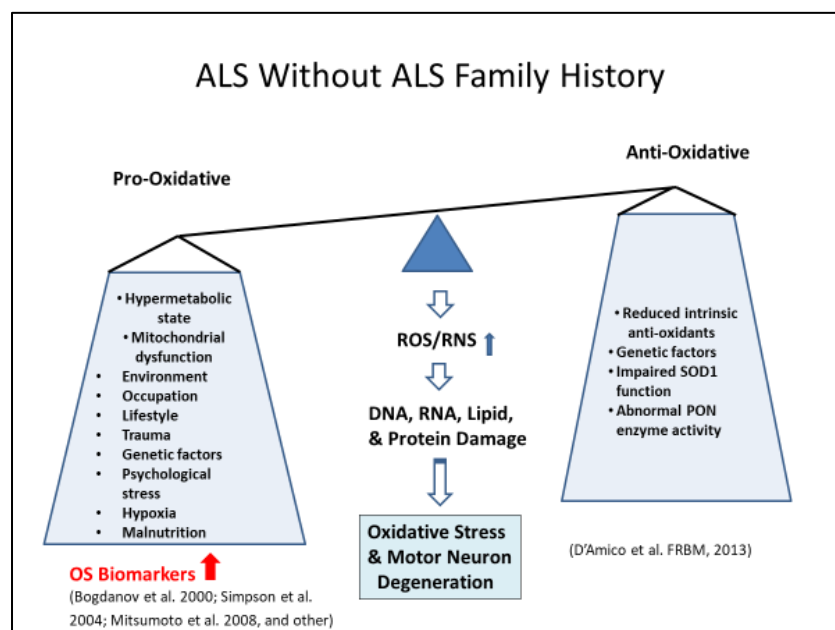 ALS Without ALS Family History
Pro-Oxidative
• Hypermetabolic
state
• Mitochondrial
dysfunction
• Environment
• Occupation
• Lifestyle
• Trauma
• Genetic factors
• Psychological
stress
• Hypoxia
• Malnutrition
OS Biomarkers
(Bogdanov et al. 2000; Simpson et al.
2004; Mitsumoto et al. 2008, and other)
ROS/RNS
DNA, RNA, Lipid,
& Protein Damage
Oxidative Stress
& Motor Neuron
Degeneration
Anti-Oxidative
• Reduced intrinsic
anti-oxidants
• Genetic factors
• Impaired SOD1
function
• Abnormal PON
enzyme activity
(D'Amico et al. FRBM, 2013)